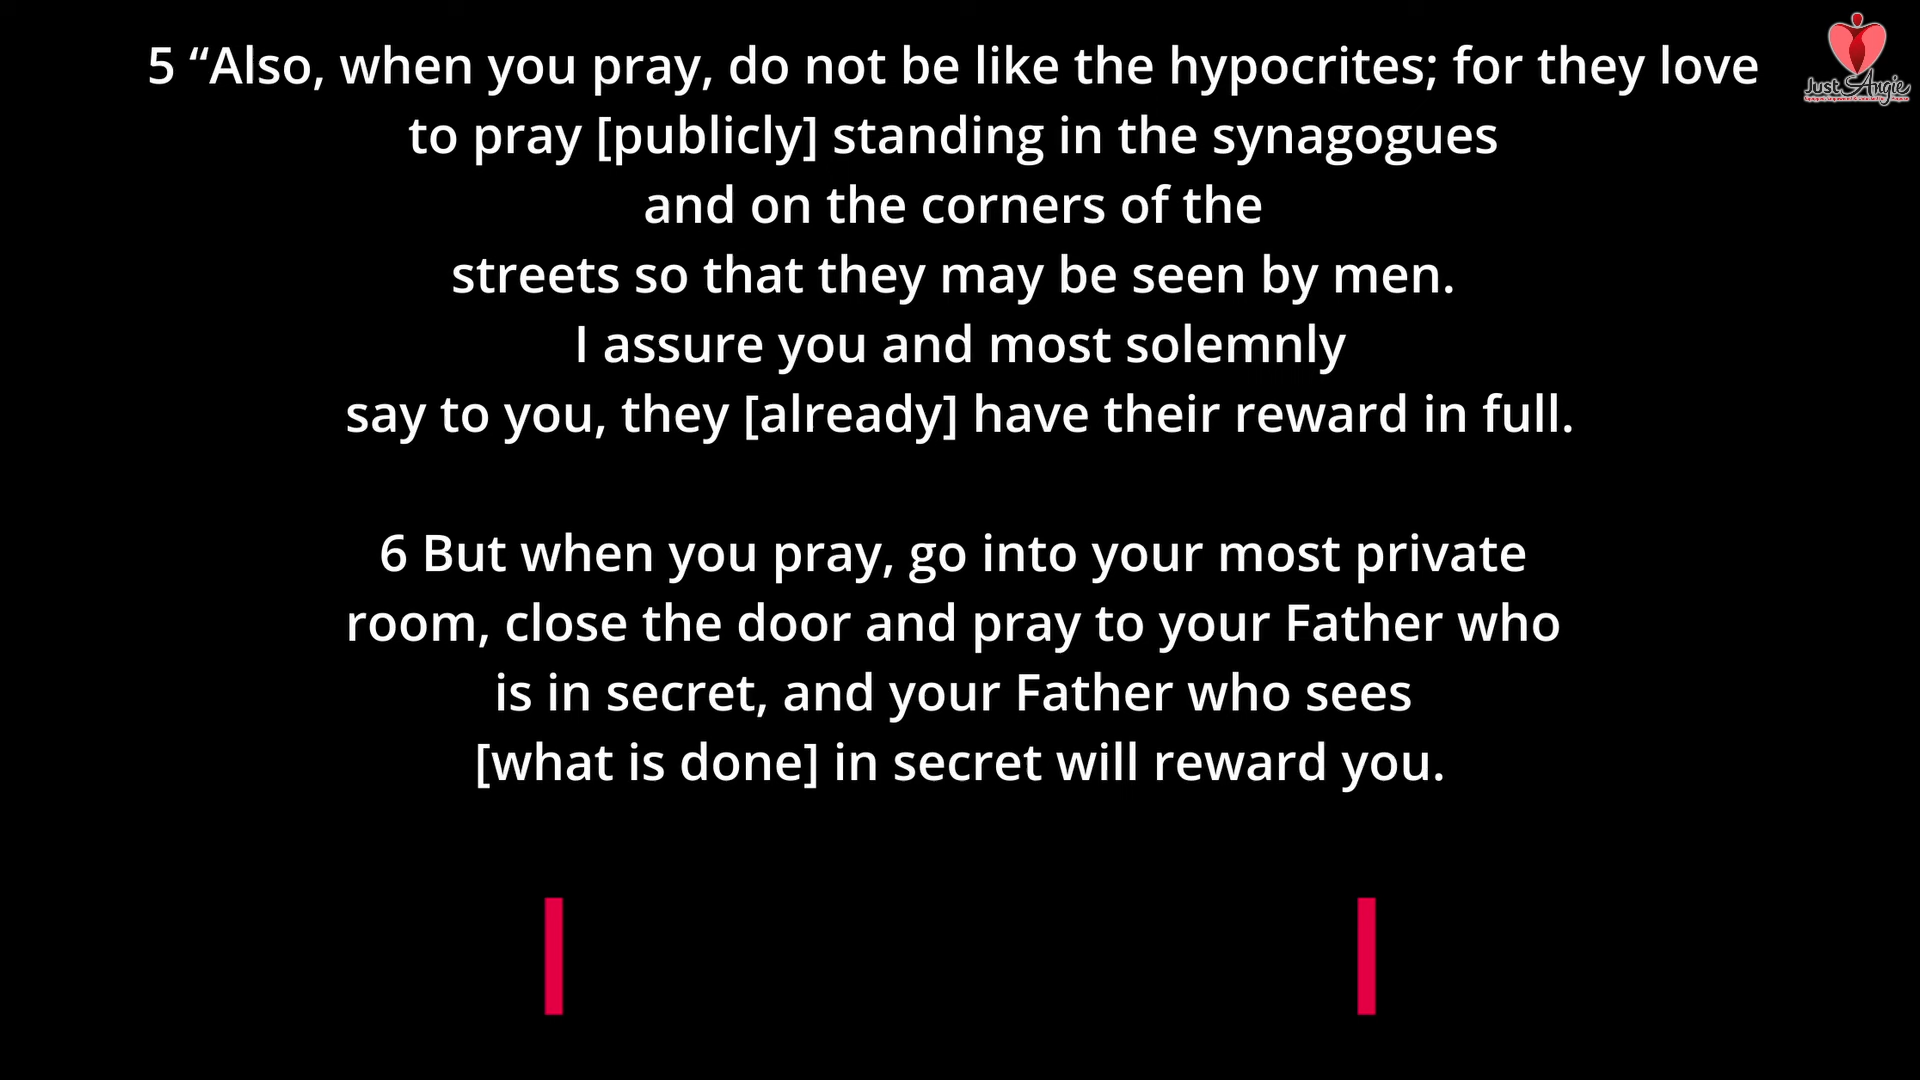 5 “Also, when you pray, do not be like the hypocrites; for they love
to pray [publicly] standing in the synagogues
and on the corners of the
streets so that they may be seen by men.
I assure you and most solemnly
say to you, they [already] have their reward in full.
6 But when you pray, go into your most private
room, close the door and pray to your Father who
is in secret, and your Father who sees
[what is done] in secret will reward you.
Just Angie